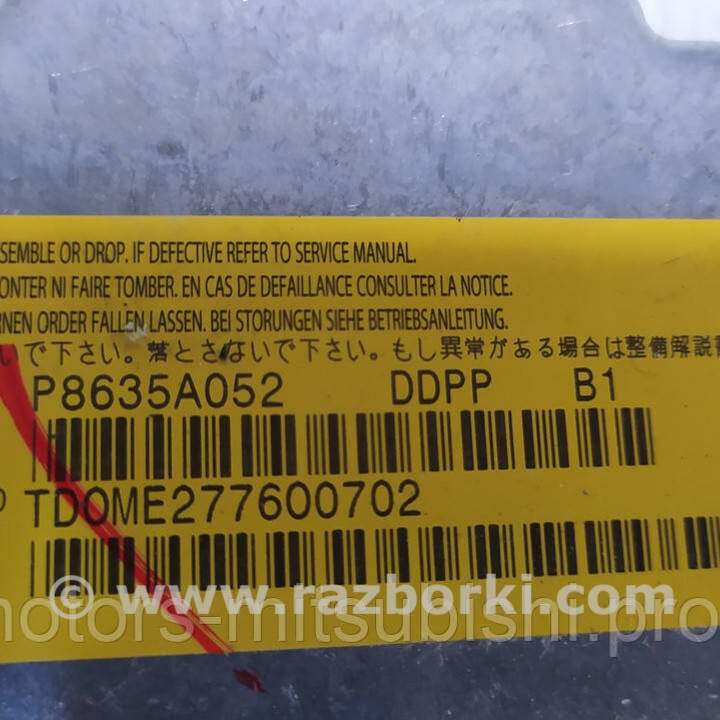 SEMBLE OR DROP. IF DEFECTIVE REFER TO SERVICE MANUAL.
ONTER NI FAIRE TOMBER. EN CAS DE DEFAILLANCE CONSULTER LA NOTICE.
RNEN ORDER FALLEN LASSEN. BEI STORUNGEN SIEHE BETRIEBSANLEITUNG.
いで下さい。落とさないで下さい。もし異常がある場合は整備解説書
P8635A052 DDPP B1
P TDOME277600702
© www.razborki.com
motors-mitsubishi.pro